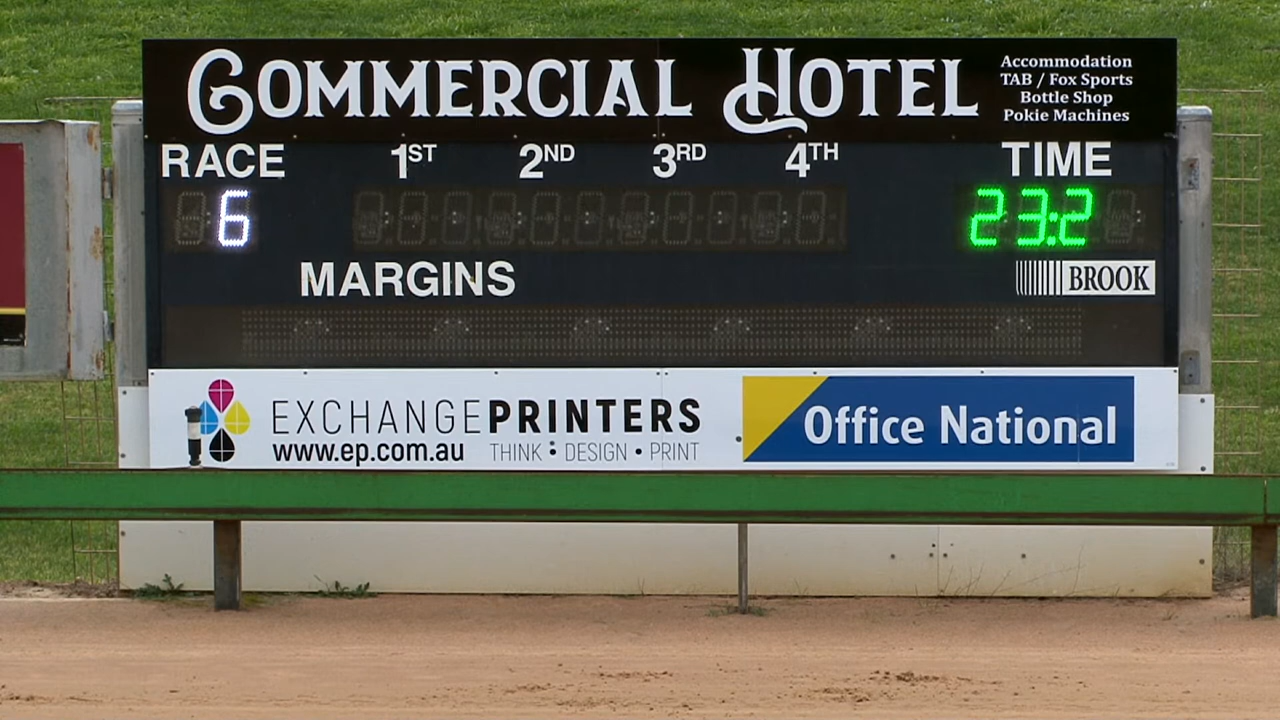 COMMERCIAL HOTEL
Accommodation
TAB / Fox Sports
Bottle Shop
Pokie Machines
RACE 1ST 2ND 3RD 4TH TIME
6 23:2
MARGINS
BROOK
EXCHANGEPRINTERS
www.ep.com.au THINK • DESIGN • PRINT
Office National